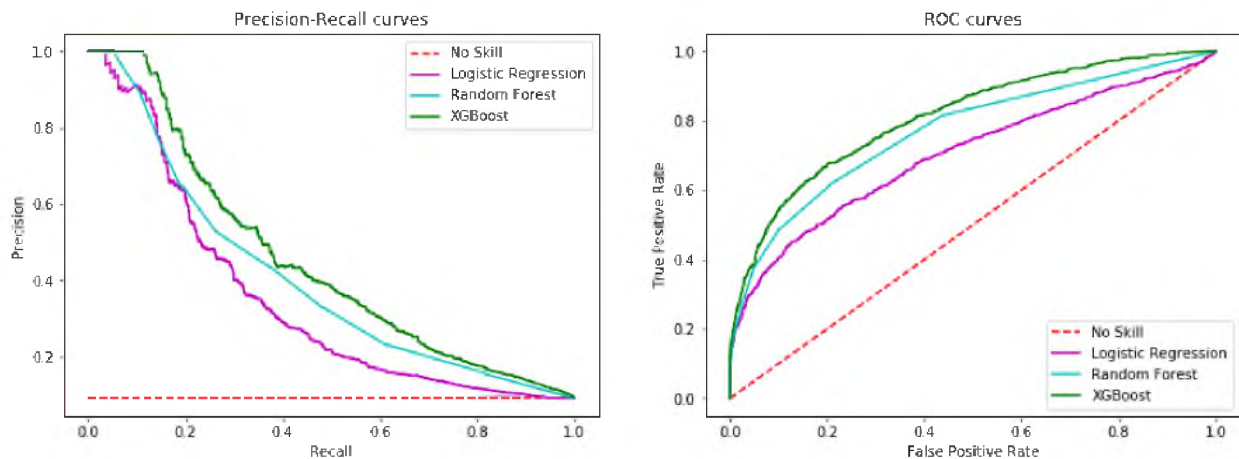 Precision-Recall curves
1.0
0.8
0.6
0.4
0.2
Precision
0.0
0.2
0.4
0.6
0.8
1.0
Recall
No Skill
Logistic Regression
Random Forest
XGBoost
ROC curves
1.0
0.8
0.6
0.4
0.2
0.0
True Positive Rate
0.0
0.2
0.4
0.6
0.8
1.0
False Positive Rate
No Skill
Logistic Regression
Random Forest
XGBoost